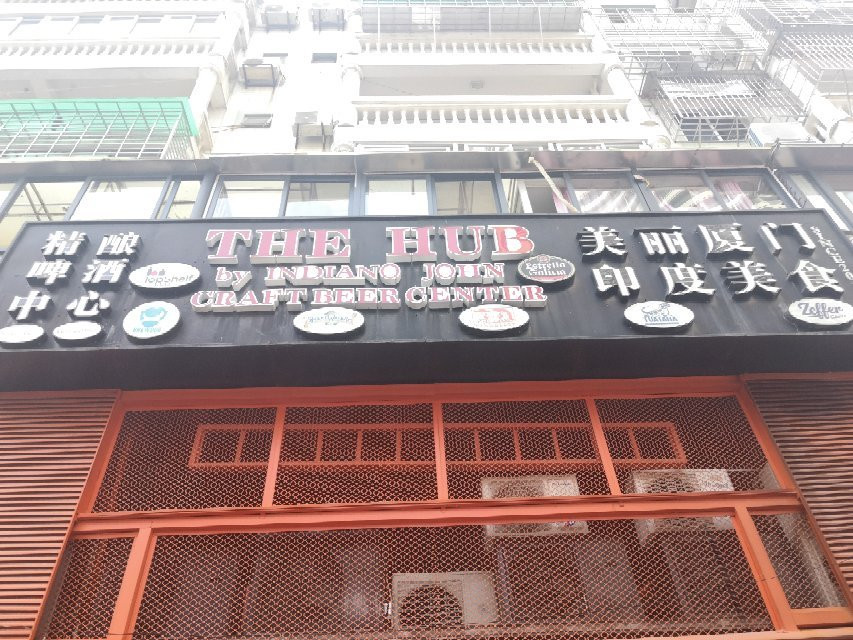 精酿
啤酒
中心
THE HUB
by INDIANO JOHN
CRAFT BEER CENTER
美丽厦门
印度美食
Topshelf
Estrella
Galicia
Zeffer